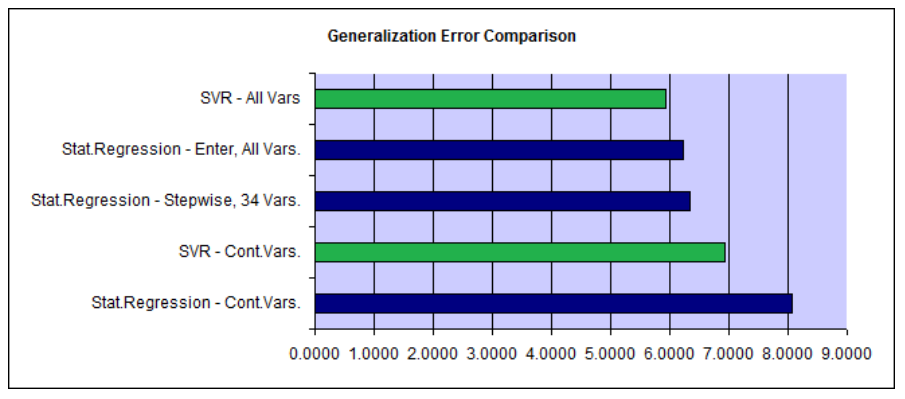 Generalization Error Comparison
SVR - All Vars
Stat.Regression - Enter, All Vars.
Stat.Regression - Stepwise, 34 Vars.
SVR - Cont.Vars.
Stat.Regression - Cont.Vars.
0.0000 1.0000 2.0000 3.0000 4.0000 5.0000 6.0000 7.0000 8.0000 9.0000